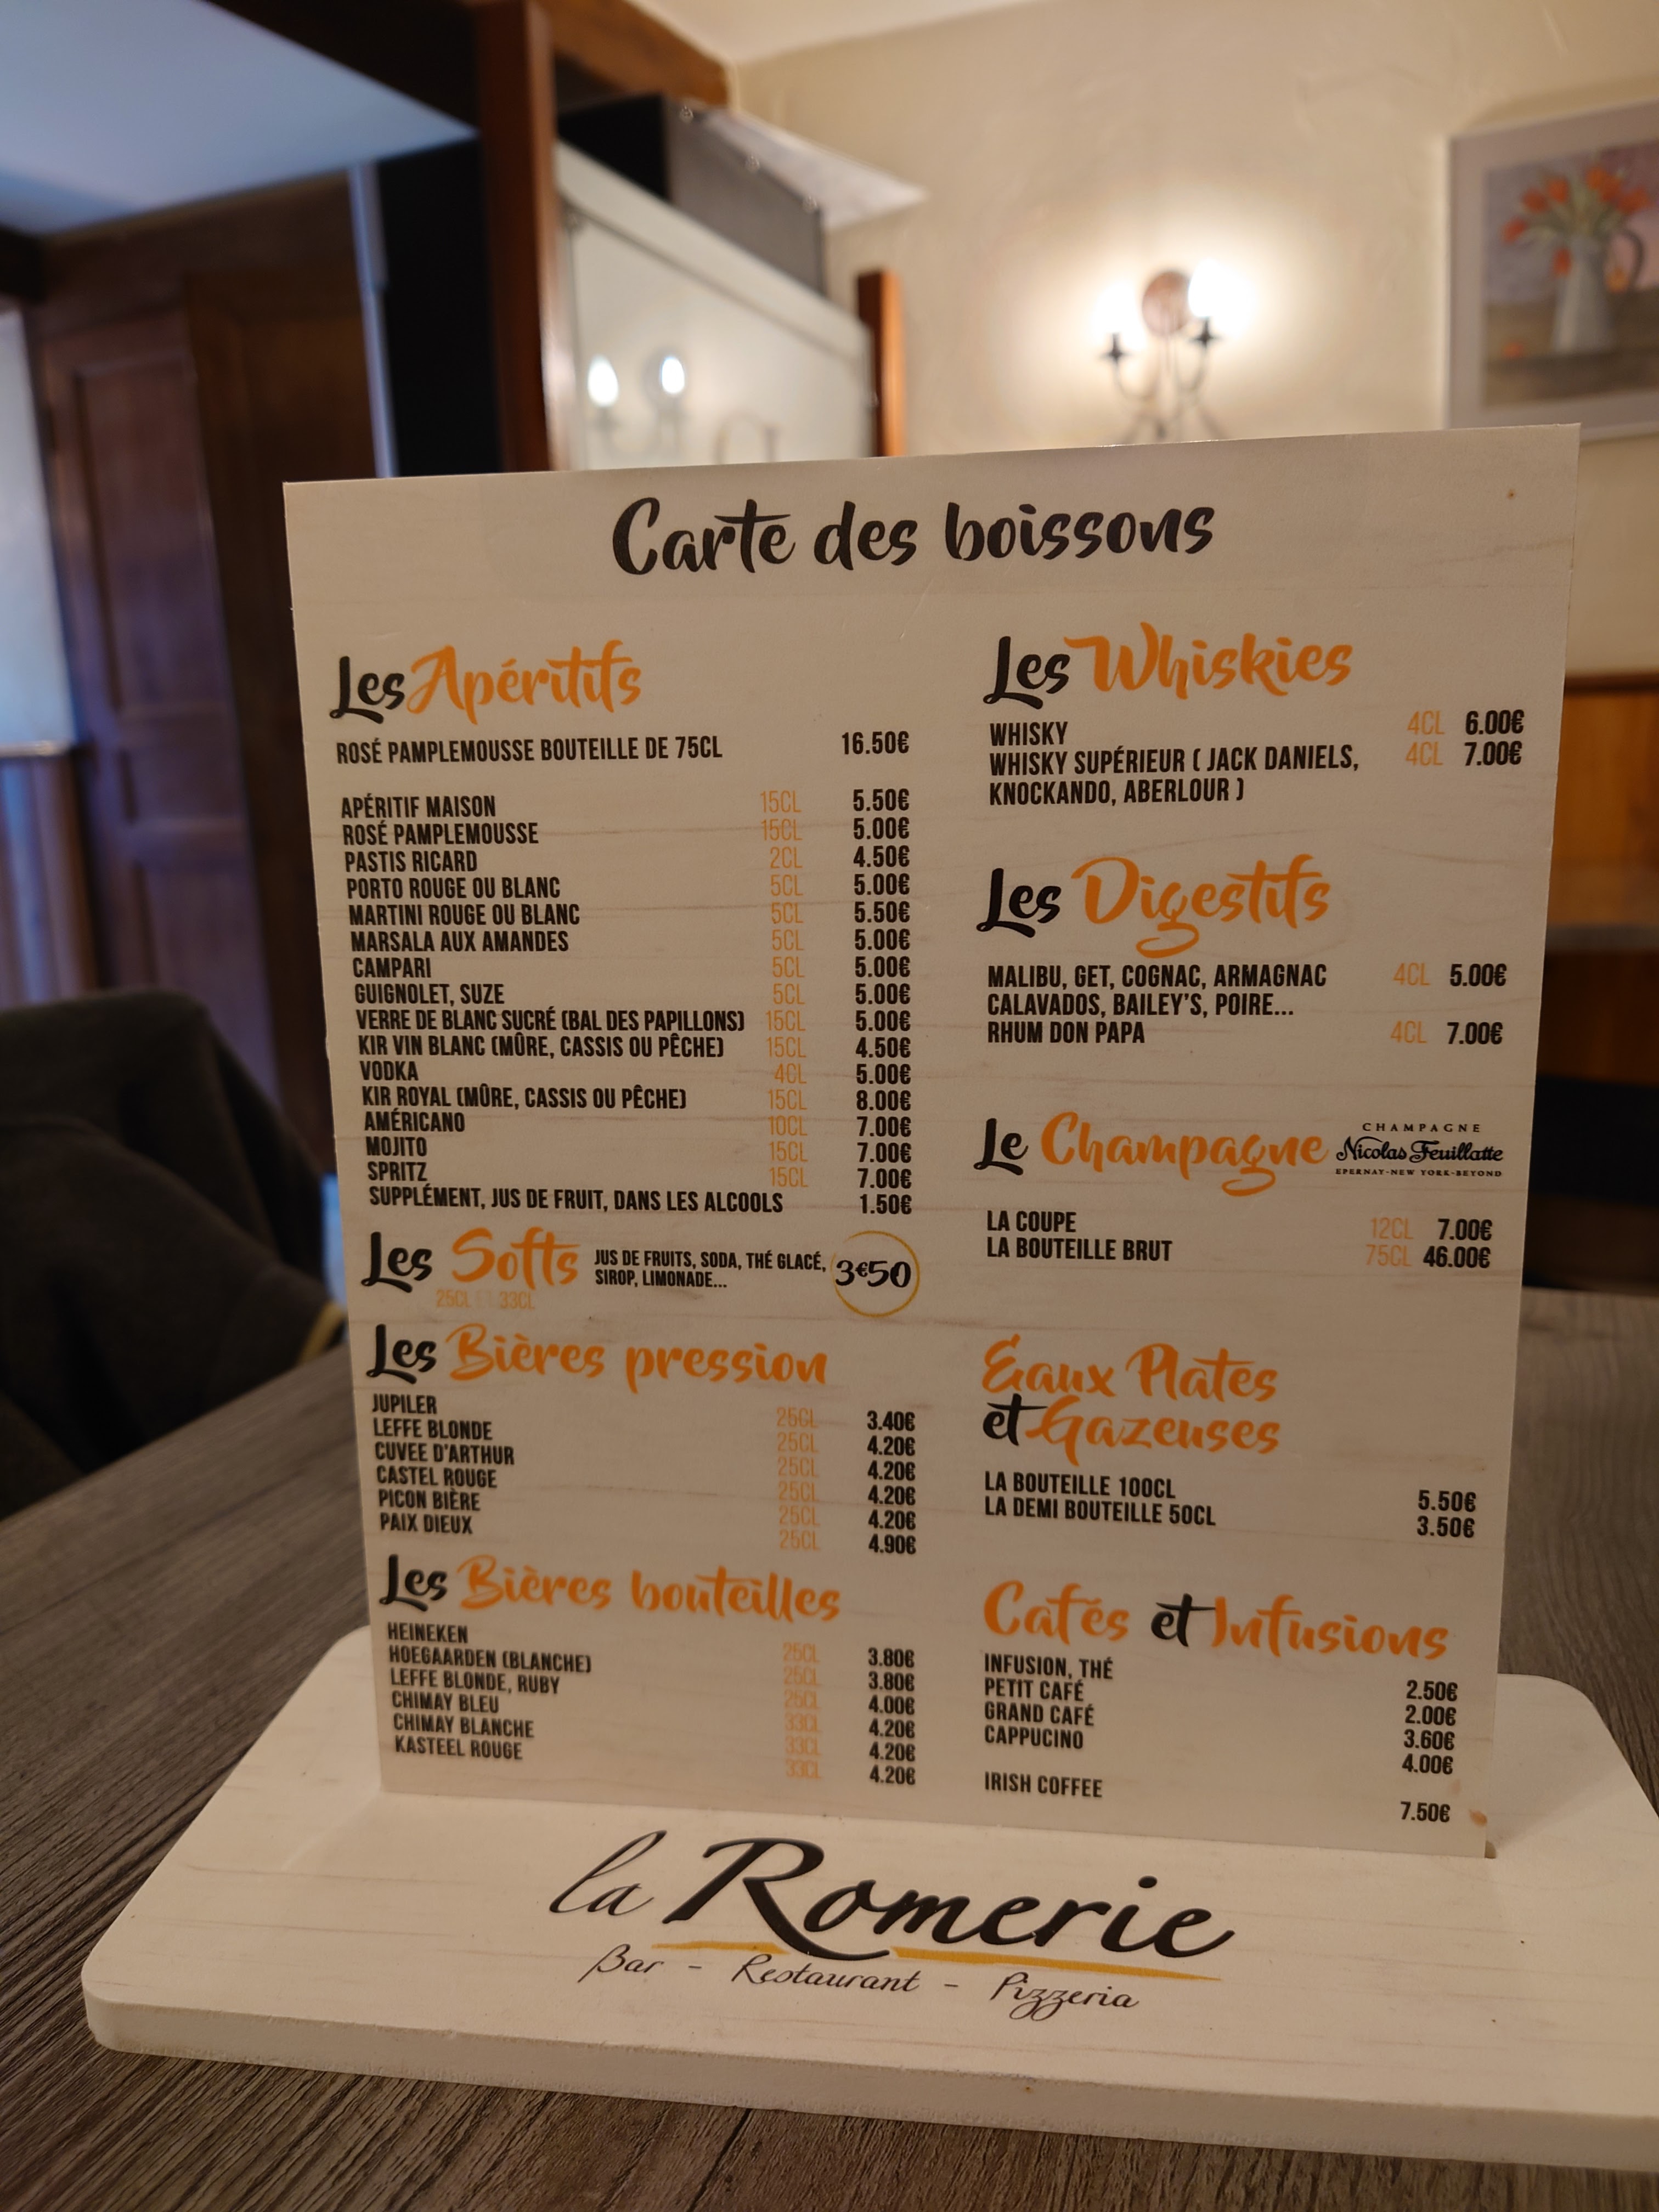 Carte des boissons
Les Apéritifs
ROSÉ PAMPLEMOUSSE BOUTEILLE DE 75CL 16.50€
APÉRITIF MAISON 15CL 5.50€
ROSÉ PAMPLEMOUSSE 15CL 5.00€
PASTIS RICARD 2CL 4.50€
PORTO ROUGE OU BLANC 5CL 5.00€
MARTINI ROUGE OU BLANC 5CL 5.50€
MARSALA AUX AMANDES 5CL 5.00€
CAMPARI 5CL 5.00€
GUIGNOLET, SUZE 5CL 5.00€
VERRE DE BLANC SUCRÉ (BAL DES PAPILLONS) 15CL 5.00€
KIR VIN BLANC (MÛRE, CASSIS OU PÊCHE) 15CL 4.50€
VODKA 4CL 5.00€
KIR ROYAL (MÛRE, CASSIS OU PÊCHE) 15CL 8.00€
AMÉRICANO 10CL 7.00€
MOJITO 15CL 7.00€
SPRITZ 15CL 7.00€
SUPPLÉMENT, JUS DE FRUIT, DANS LES ALCOOLS 1.50€
Les Softs JUS DE FRUITS, SODA, THÉ GLACÉ, 3€50
SIROP, LIMONADE...
25CL ET 33CL
Les Bières pression
JUPILER 25CL 3.40€
LEFFE BLONDE 25CL 4.20€
CUVEE D'ARTHUR 25CL 4.20€
CASTEL ROUGE 25CL 4.20€
PICON BIÈRE 25CL 4.20€
PAIX DIEUX 25CL 4.90€
Les Bières bouteilles
HEINEKEN 25CL 3.80€
HOEGAARDEN (BLANCHE) 25CL 3.80€
LEFFE BLONDE, RUBY 25CL 4.00€
CHIMAY BLEU 33CL 4.20€
CHIMAY BLANCHE 33CL 4.20€
KASTEEL ROUGE 33CL 4.20€
Les Whiskies
WHISKY 4CL 6.00€
WHISKY SUPÉRIEUR ( JACK DANIELS, 4CL 7.00€
KNOCKANDO, ABERLOUR )
Les Digestifs
MALIBU, GET, COGNAC, ARMAGNAC 4CL 5.00€
CALAVADOS, BAILEY'S, POIRE...
RHUM DON PAPA 4CL 7.00€
Le Champagne
CHAMPAGNE
Nicolas Feuillatte
EPERNAY-NEW YORK-BEYOND
LA COUPE 12CL 7.00€
LA BOUTEILLE BRUT 75CL 46.00€
Eaux Plates
et Gazeuses
LA BOUTEILLE 100CL 5.50€
LA DEMI BOUTEILLE 50CL 3.50€
Cafés et Infusions
INFUSION, THÉ 2.50€
PETIT CAFÉ 2.00€
GRAND CAFÉ 3.60€
CAPPUCINO 4.00€
IRISH COFFEE 7.50€
la Romerie
Bar - Restaurant - Pizzeria